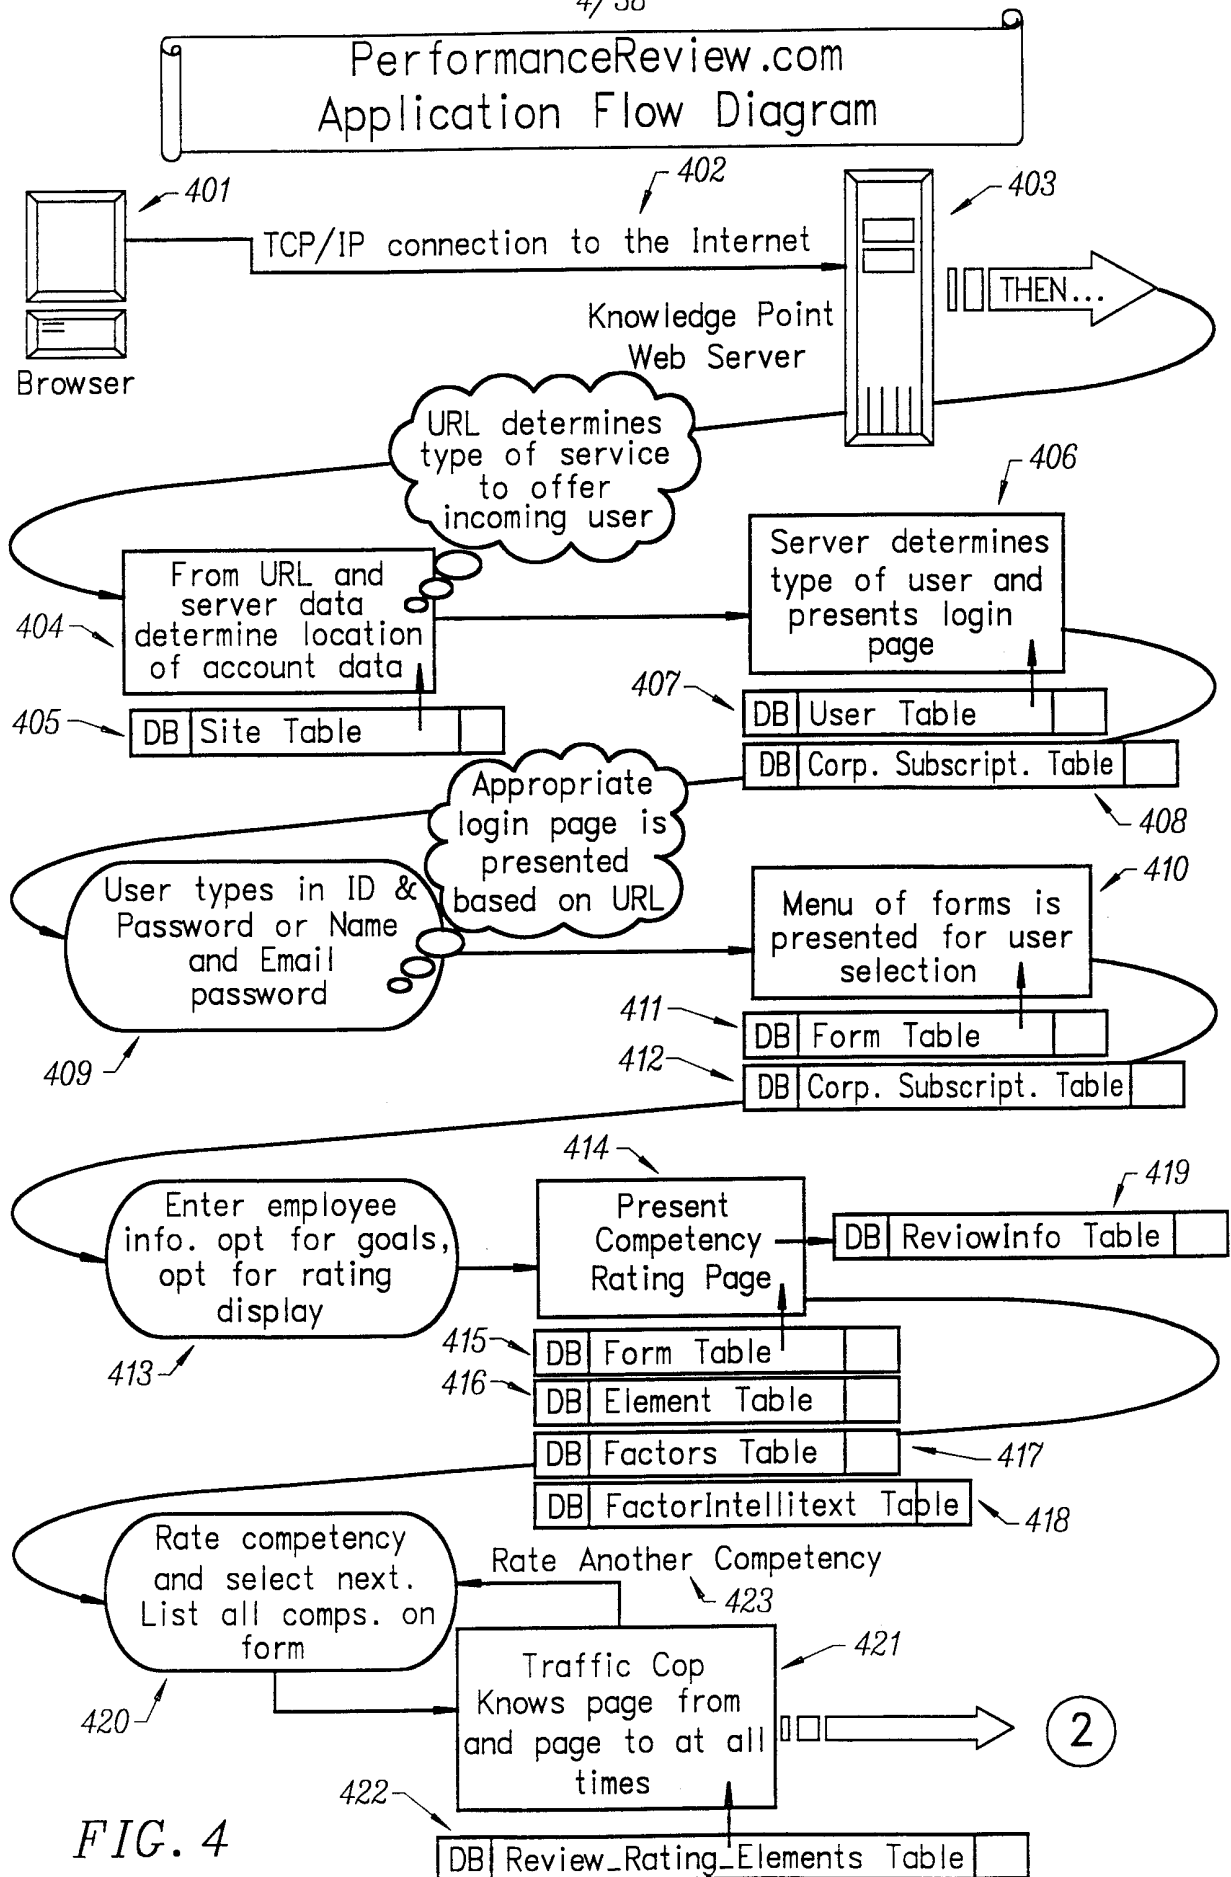 4/38
PerformanceReview.com
Application Flow Diagram
401
402
403
TCP/IP connection to the Internet
THEN...
Knowledge Point
Web Server
Browser
URL determines
type of service
to offer
incoming user
406
From URL and
server data
determine location
of account data
404
Server determines
type of user and
presents login
page
405
DB Site Table
407
DB User Table
DB Corp. Subscript. Table
408
Appropriate
login page is
presented
based on URL
User types in ID &
Password or Name
and Email
password
409
410
Menu of forms is
presented for user
selection
411
DB Form Table
412
DB Corp. Subscript. Table
414
419
Enter employee
info. opt for goals,
opt for rating
display
413
Present
Competency
Rating Page
DB ReviewInfo Table
415
DB Form Table
416
DB Element Table
DB Factors Table
417
DB FactorIntellitext Table
418
Rate competency
and select next.
List all comps. on
form
420
Rate Another Competency
423
421
Traffic Cop
Knows page from
and page to at all
times
2
422
DB Review_Rating_Elements Table
FIG. 4